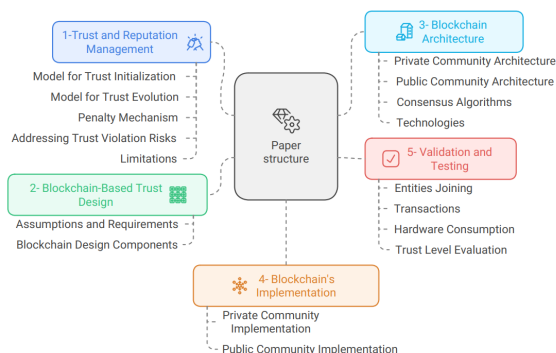 1-Trust and Reputation
Management
Model for Trust Initialization
Model for Trust Evolution
Penalty Mechanism
Addressing Trust Violation Risks
Limitations
2- Blockchain-Based Trust
Design
Assumptions and Requirements
Blockchain Design Components
Paper
structure
3- Blockchain
Architecture
Private Community Architecture
Public Community Architecture
Consensus Algorithms
Technologies
5- Validation and
Testing
Entities Joining
Transactions
Hardware Consumption
Trust Level Evaluation
4- Blockchain's
Implementation
Private Community
Implementation
Public Community Implementation